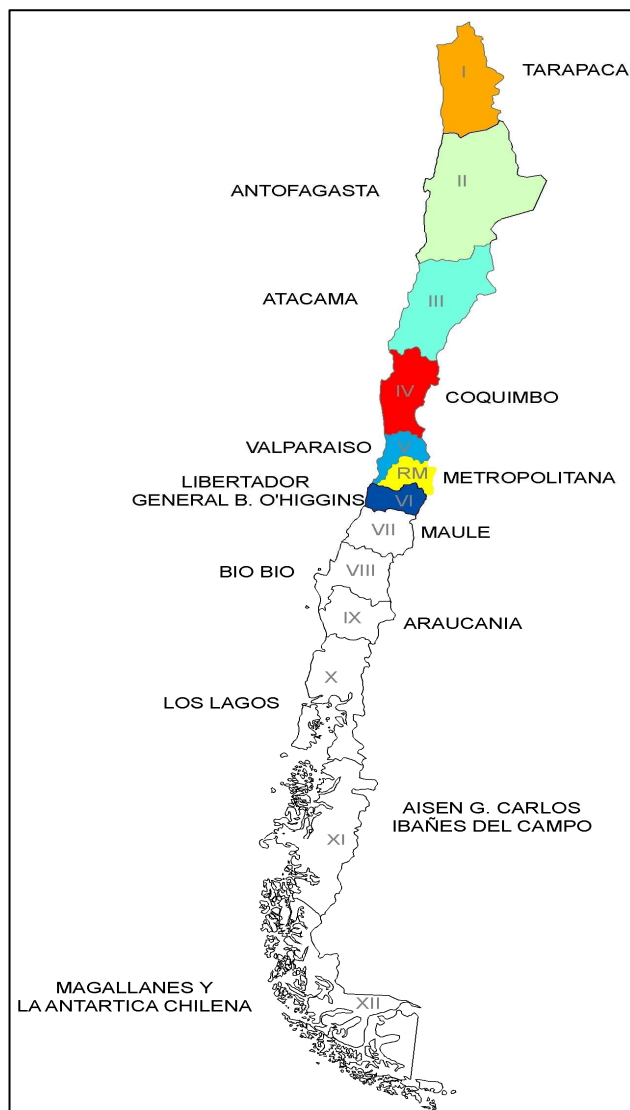 I
TARAPACA
II
ANTOFAGASTA
III
ATACAMA
IV
COQUIMBO
V
VALPARAISO
RM
METROPOLITANA
LIBERTADOR
GENERAL B. O'HIGGINS
VI
VII
MAULE
VIII
BIO BIO
IX
ARAUCANIA
X
LOS LAGOS
AISEN G. CARLOS
IBAÑES DEL CAMPO
XI
MAGALLANES Y
LA ANTARTICA CHILENA
XII